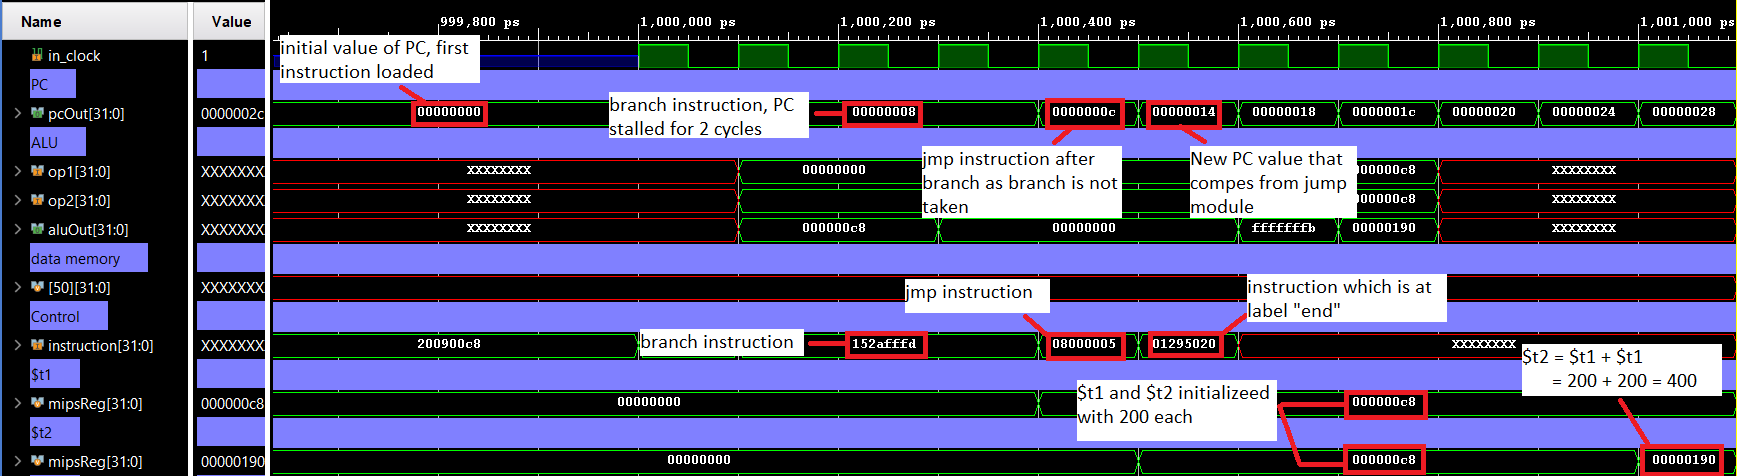 Name Value
999,800 ps 1,000,000 ps 1,000,200 ps 1,000,400 ps 1,000,600 ps 1,000,800 ps 1,001,000 ps
in_clock 1
initial value of PC, first
instruction loaded
PC
branch instruction, PC
stalled for 2 cycles
pcOut[31:0] 0000002c 00000000 00000008 0000000c 00000014 00000018 0000001c 00000020 00000024 00000028
ALU
jmp instruction after
branch as branch is not
taken
New PC value that
compes from jump
module
op1[31:0] XXXXXXXX XXXXXXXX 00000000 000000c8 XXXXXXXX
op2[31:0] XXXXXXXX XXXXXXXX 00000000 000000c8 XXXXXXXX
aluOut[31:0] XXXXXXXX XXXXXXXX 000000c8 00000000 fffffffb 00000190 XXXXXXXX
data memory
[50][31:0] XXXXXXXX
jmp instruction
instruction which is at
label "end"
Control
instruction[31:0] XXXXXXXX 200900c8 branch instruction 152afffd 08000005 01295020 XXXXXXXX
$t1
$t2 = $t1 + $t1
= 200 + 200 = 400
mipsReg[31:0] 000000c8 00000000 000000c8
$t1 and $t2 initializeed
with 200 each
$t2
mipsReg[31:0] 00000190 00000000 000000c8 00000190